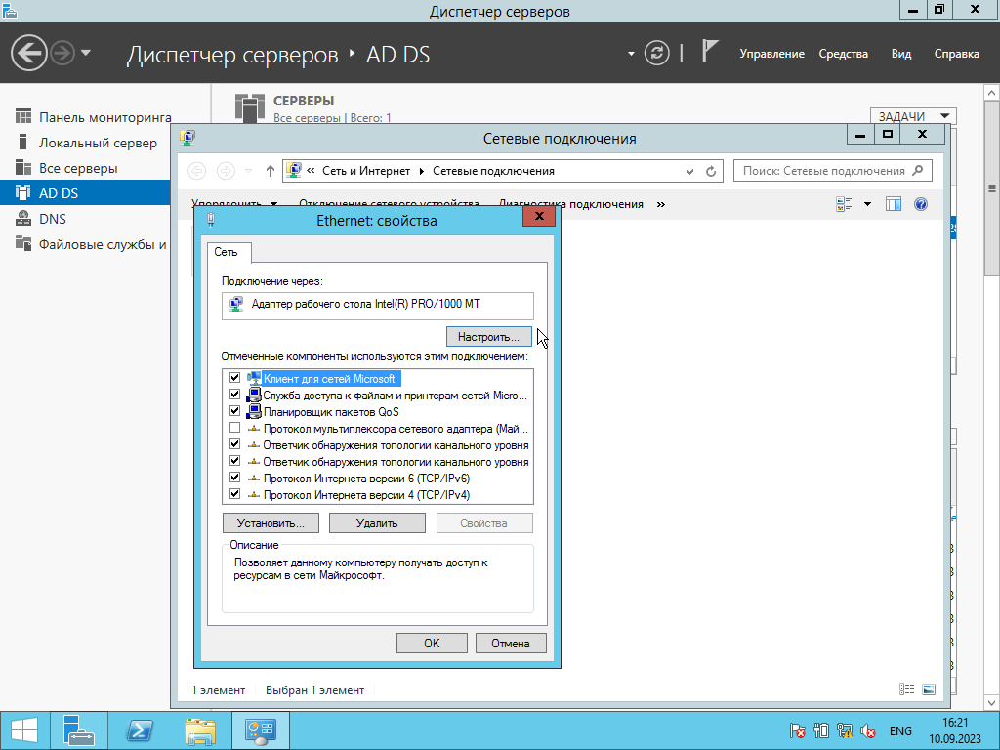 Диспетчер серверов
Диспетчер серверов
AD DS
Управление
Средства
Вид
Справка
Панель мониторинга
Локальный сервер
Все серверы
AD DS
DNS
Файловые службы и
СЕРВЕРЫ
Все серверы | Всего: 1
ЗАДАЧИ
Сетевые подключения
« Сеть и Интернет
Сетевые подключения
Поиск: Сетевые подключения
Упорядочить
Отключение сетевого устройства
Диагностика подключения
»
Ethernet: свойства
Сеть
Подключение через:
Адаптер рабочего стола Intel(R) PRO/1000 MT
Настроить...
Отмеченные компоненты используются этим подключением:
Клиент для сетей Microsoft
Служба доступа к файлам и принтерам сетей Micro...
Планировщик пакетов QoS
Протокол мультиплексора сетевого адаптера (Май...
Ответчик обнаружения топологии канального уровня
Ответчик обнаружения топологии канального уровня
Протокол Интернета версии 6 (TCP/IPv6)
Протокол Интернета версии 4 (TCP/IPv4)
Установить...
Удалить
Свойства
Описание
Позволяет данному компьютеру получать доступ к
ресурсам в сети Майкрософт.
OK
Отмена
1 элемент
Выбран 1 элемент
ENG
16:21
10.09.2023